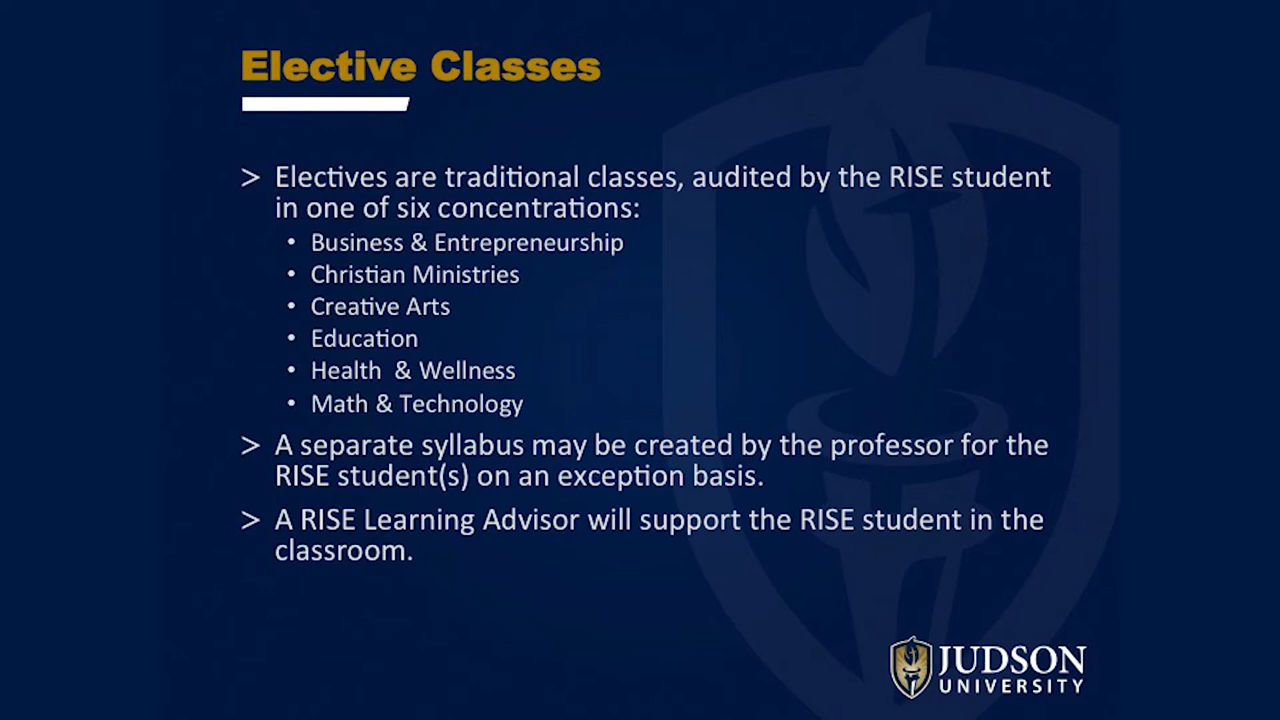 Elective Classes
> Electives are traditional classes, audited by the RISE student
in one of six concentrations:
• Business & Entrepreneurship
• Christian Ministries
• Creative Arts
• Education
• Health & Wellness
• Math & Technology
> A separate syllabus may be created by the professor for the
RISE student(s) on an exception basis.
> A RISE Learning Advisor will support the RISE student in the
classroom.
JUDSON
UNIVERSITY